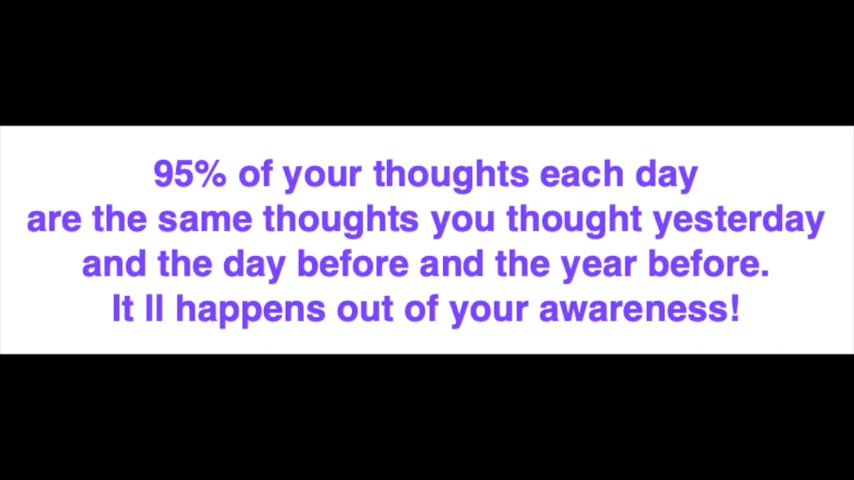 95% of your thoughts each day
are the same thoughts you thought yesterday
and the day before and the year before.
It ll happens out of your awareness!